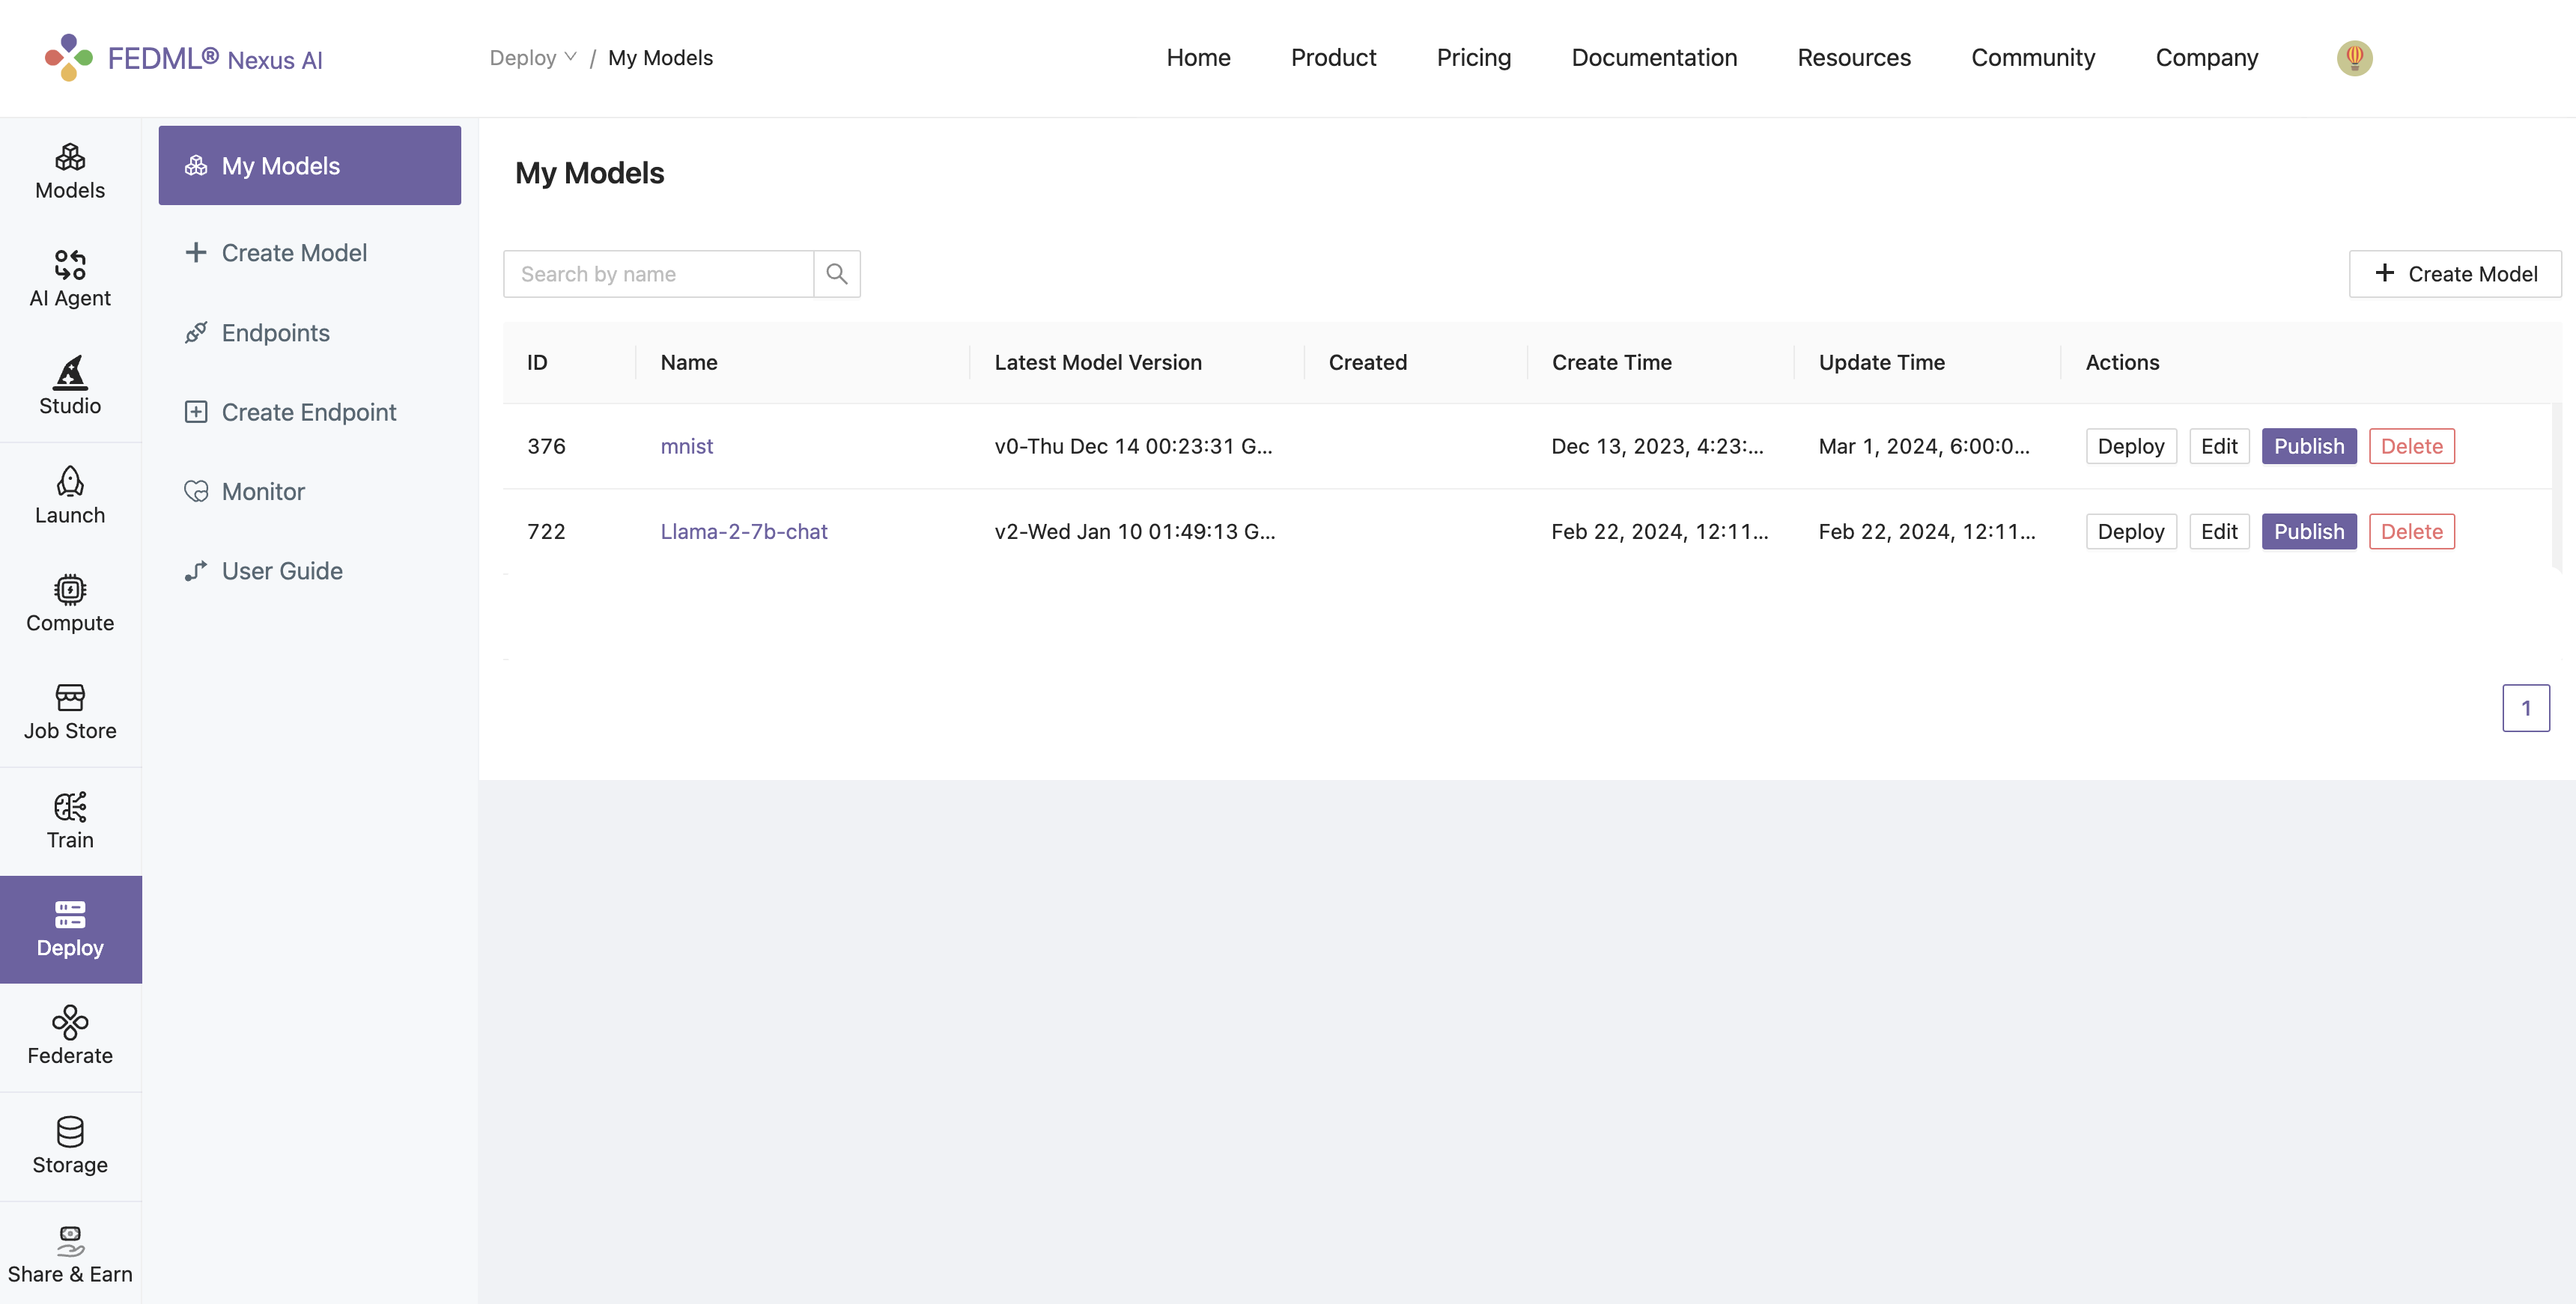 FEDML® Nexus AI
Deploy / My Models
Home Product Pricing Documentation Resources Community Company
Models
AI Agent
Studio
Launch
Compute
Job Store
Train
Deploy
Federate
Storage
Share & Earn
My Models
Create Model
Endpoints
Create Endpoint
Monitor
User Guide
My Models
Search by name
+ Create Model
ID Name Latest Model Version Created Create Time Update Time Actions
376 mnist v0-Thu Dec 14 00:23:31 G... Dec 13, 2023, 4:23:... Mar 1, 2024, 6:00:0... Deploy Edit Publish Delete
722 Llama-2-7b-chat v2-Wed Jan 10 01:49:13 G... Feb 22, 2024, 12:11... Feb 22, 2024, 12:11... Deploy Edit Publish Delete
1